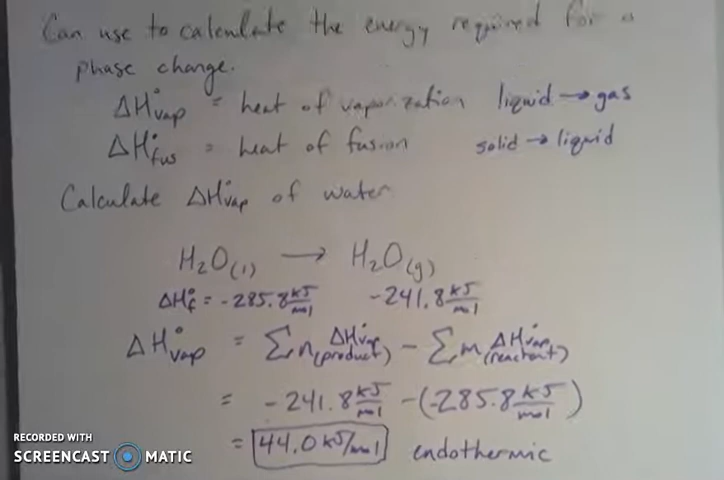 Can use to calculate the energy required for a
phase change.
ΔH°vap = heat of vaporization liquid → gas
ΔH°fus = heat of fusion solid → liquid
Calculate ΔH°vap of water
H₂O(l) → H₂O(g)
ΔH°f = -285.8 kJ/mol -241.8 kJ/mol
ΔH°vap = Σn ΔH°vap (product) - Σm ΔH°vap (reactant)
= -241.8 kJ/mol - (-285.8 kJ/mol)
= 44.0 kJ/mol endothermic
RECORDED WITH
SCREENCAST MATIC